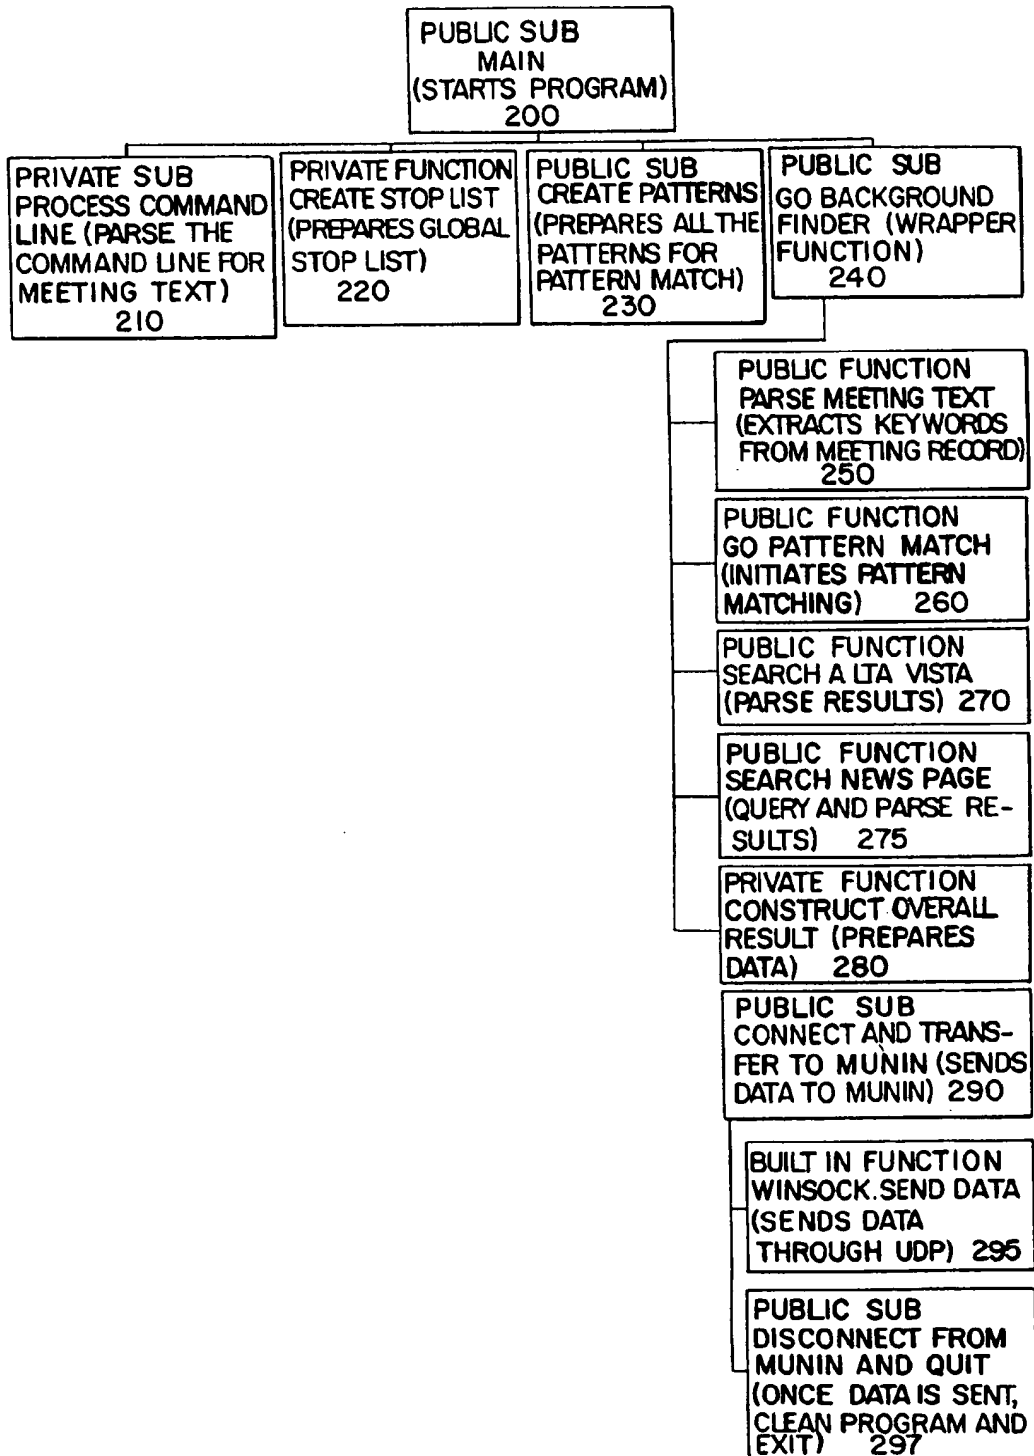 PUBLIC SUB
MAIN
(STARTS PROGRAM)
200
PRIVATE SUB
PROCESS COMMAND
LINE (PARSE THE
COMMAND LINE FOR
MEETING TEXT)
210
PRIVATE FUNCTION
CREATE STOP LIST
(PREPARES GLOBAL
STOP LIST)
220
PUBLIC SUB
CREATE PATTERNS
(PREPARES ALL THE
PATTERNS FOR
PATTERN MATCH)
230
PUBLIC SUB
GO BACKGROUND
FINDER (WRAPPER
FUNCTION)
240
PUBLIC FUNCTION
PARSE MEETING TEXT
(EXTRACTS KEYWORDS
FROM MEETING RECORD)
250
PUBLIC FUNCTION
GO PATTERN MATCH
(INITIATES PATTERN
MATCHING) 260
PUBLIC FUNCTION
SEARCH A LTA VISTA
(PARSE RESULTS) 270
PUBLIC FUNCTION
SEARCH NEWS PAGE
(QUERY AND PARSE RE-
SULTS) 275
PRIVATE FUNCTION
CONSTRUCT OVERALL
RESULT (PREPARES
DATA) 280
PUBLIC SUB
CONNECT AND TRANS-
FER TO MUNIN (SENDS
DATA TO MUNIN) 290
BUILT IN FUNCTION
WINSOCK.SEND DATA
(SENDS DATA
THROUGH UDP) 295
PUBLIC SUB
DISCONNECT FROM
MUNIN AND QUIT
(ONCE DATA IS SENT,
CLEAN PROGRAM AND
EXIT) 297